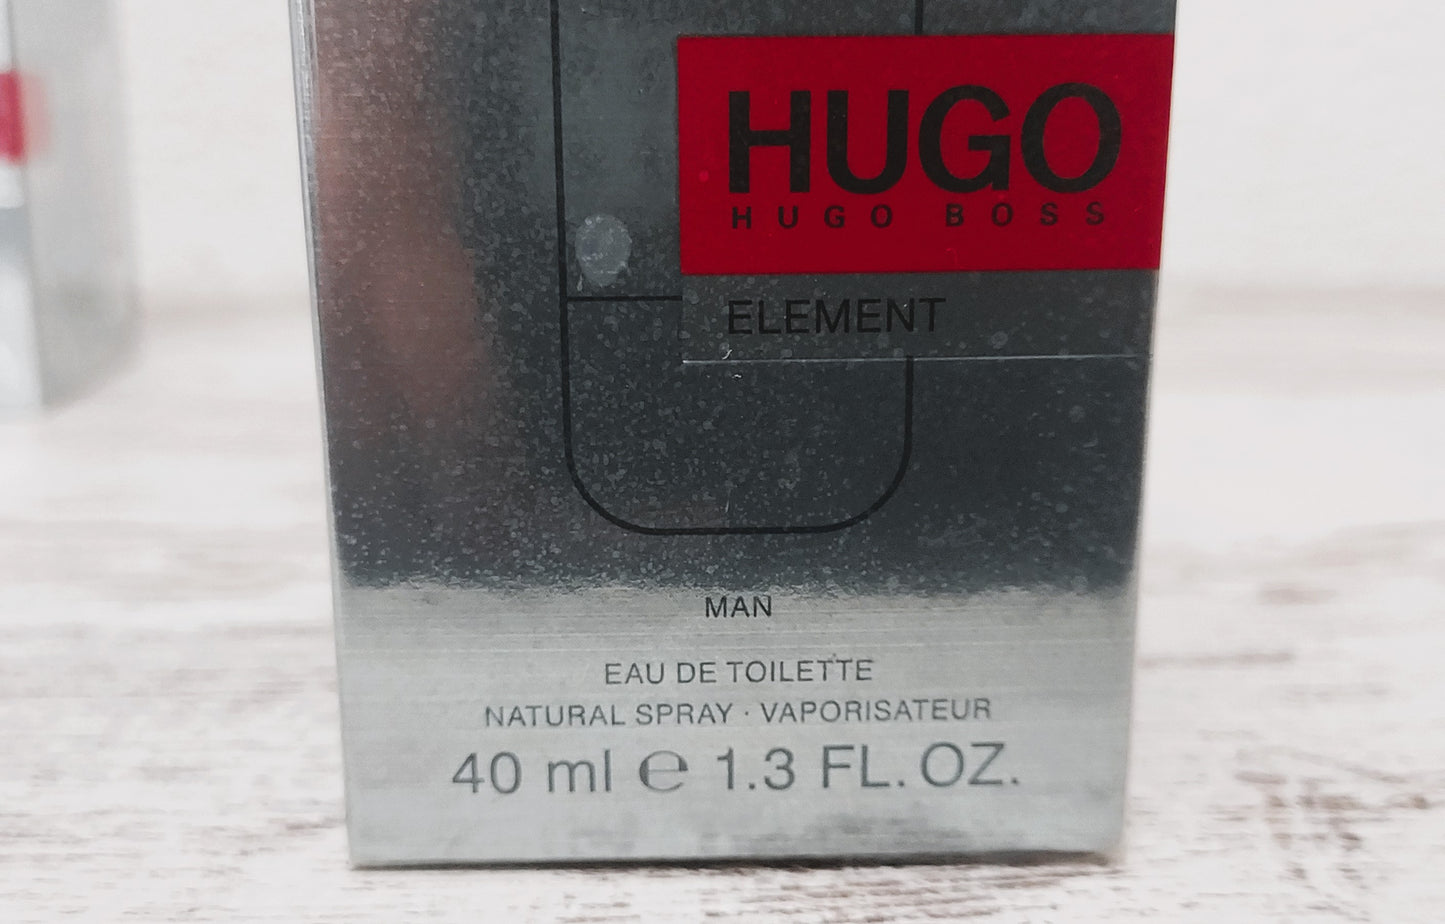 HUGO
HUGO BOSS
ELEMENT
MAN
EAU DE TOILETTE
NATURAL SPRAY · VAPORISATEUR
40 ml ℮ 1.3 FL. OZ.